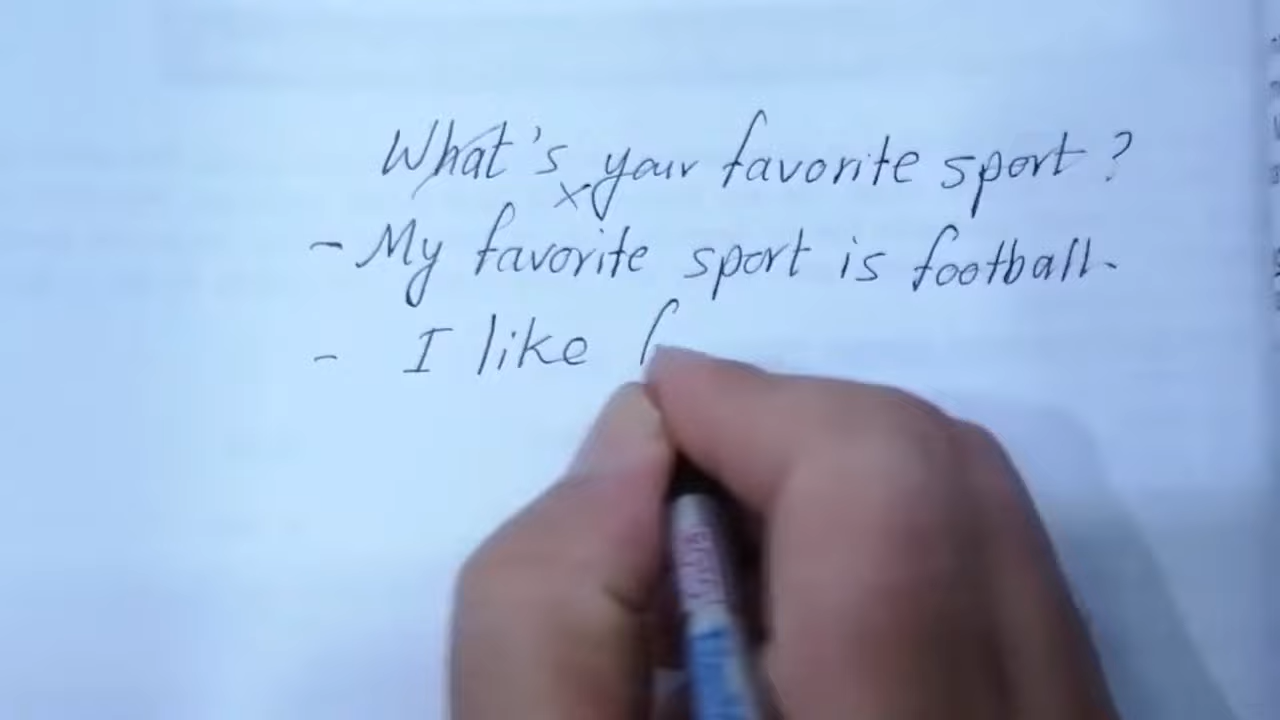 What's your favorite sport?
- My favorite sport is football.
- I like f